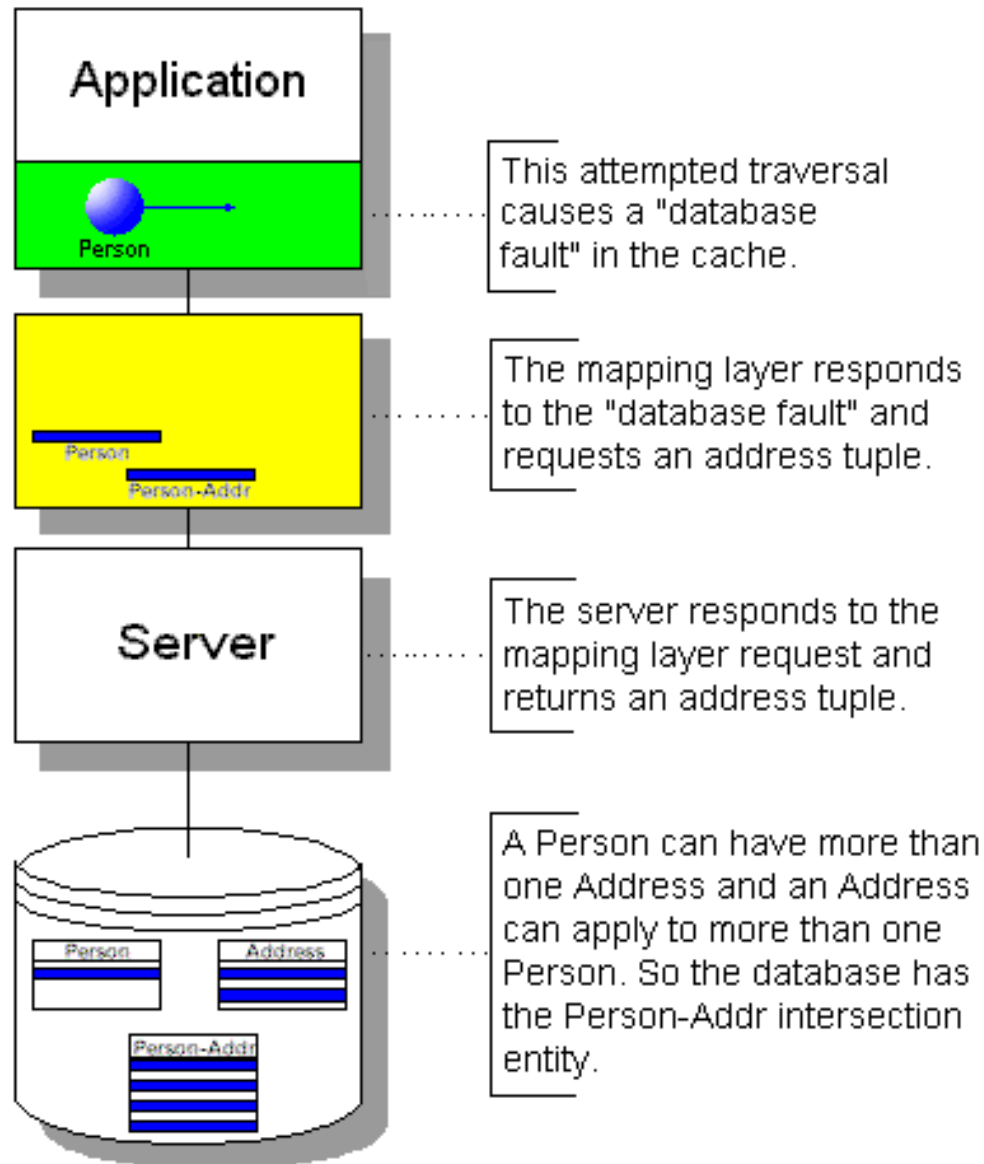 Application
Person
This attempted traversal
causes a "database
fault" in the cache.
Person
Person-Addr
The mapping layer responds
to the "database fault" and
requests an address tuple.
Server
The server responds to the
mapping layer request and
returns an address tuple.
Person
Address
Person-Addr
A Person can have more than
one Address and an Address
can apply to more than one
Person. So the database has
the Person-Addr intersection
entity.